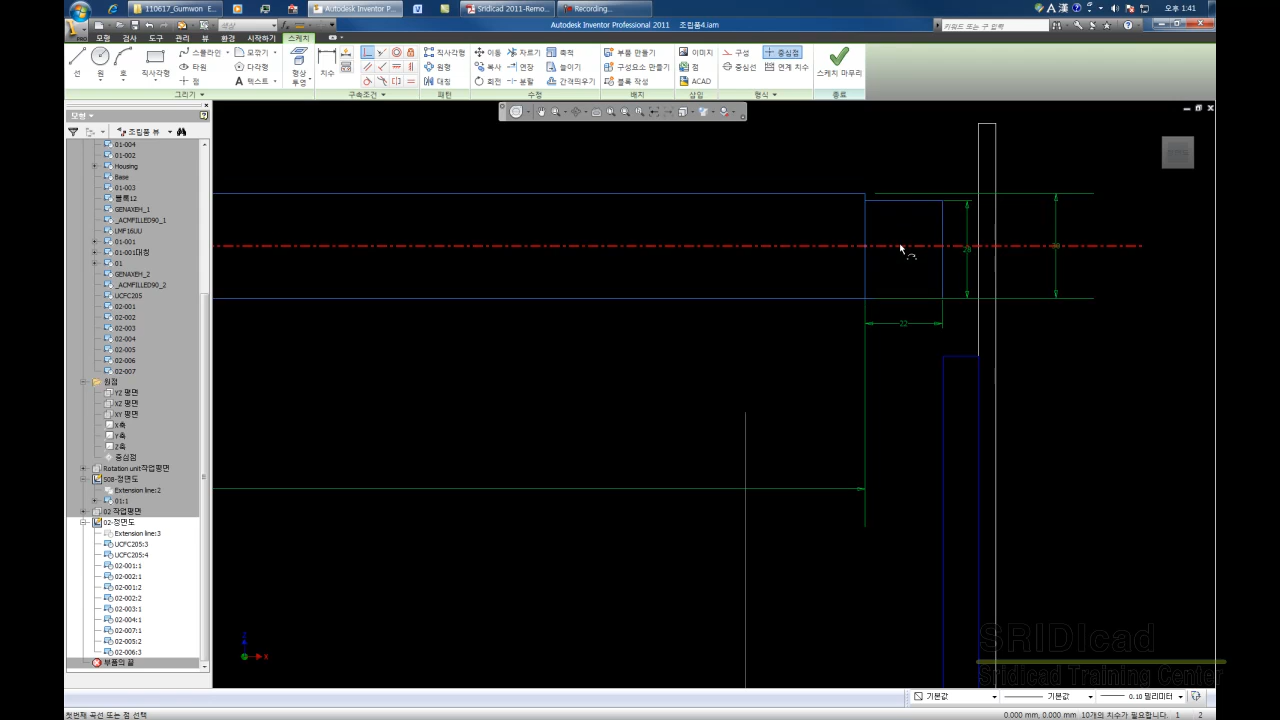 110617_Gumwon E...
Autodesk Inventor P...
Sridicad 2011-Remo...
Recording...
오후 1:41
Autodesk Inventor Professional 2011 조립품4.iam
키워드 또는 구 입력
모형 검사 도구 관리 뷰 환경 시작하기 스케치
선 원 호 직사각형
스플라인
타원
점
모깎기
다각형
텍스트
형상 투영
치수
직사각형
원형
대칭
이동
복사
회전
자르기
연장
분할
축척
늘이기
간격띄우기
부품 만들기
구성요소 만들기
블록 작성
이미지
점
ACAD
구성
중심선
중심점
연계 치수
스케치 마무리
그리기 구속조건 패턴 수정 배치 삽입 형식 종료
모형
조립품 뷰
01-004
01-002
Housing
Base
01-003
블록12
GENAXEH_1
_ACMFILLED90_1
LMF16UU
01-001
01-001대칭
01
GENAXEH_2
_ACMFILLED90_2
UCFC205
02-001
02-002
02-003
02-004
02-005
02-006
02-007
원점
YZ 평면
XZ 평면
XY 평면
X축
Y축
Z축
중심점
Rotation unit작업평면
508-정면도
Extension line:2
01:1
02 작업평면
02-정면도
Extension line:3
UCFC205:3
UCFC205:4
02-001:1
02-002:1
02-001:2
02-002:2
02-003:1
02-004:1
02-007:1
02-005:2
02-006:3
부품의 끝
22
Z
X
SRIDIcad
Sridicad Training Center
기본값 기본값 0.10 밀리미터
첫번째 곡선 또는 점 선택
0.000 mm, 0.000 mm 10개의 치수가 필요합니다. 1 2